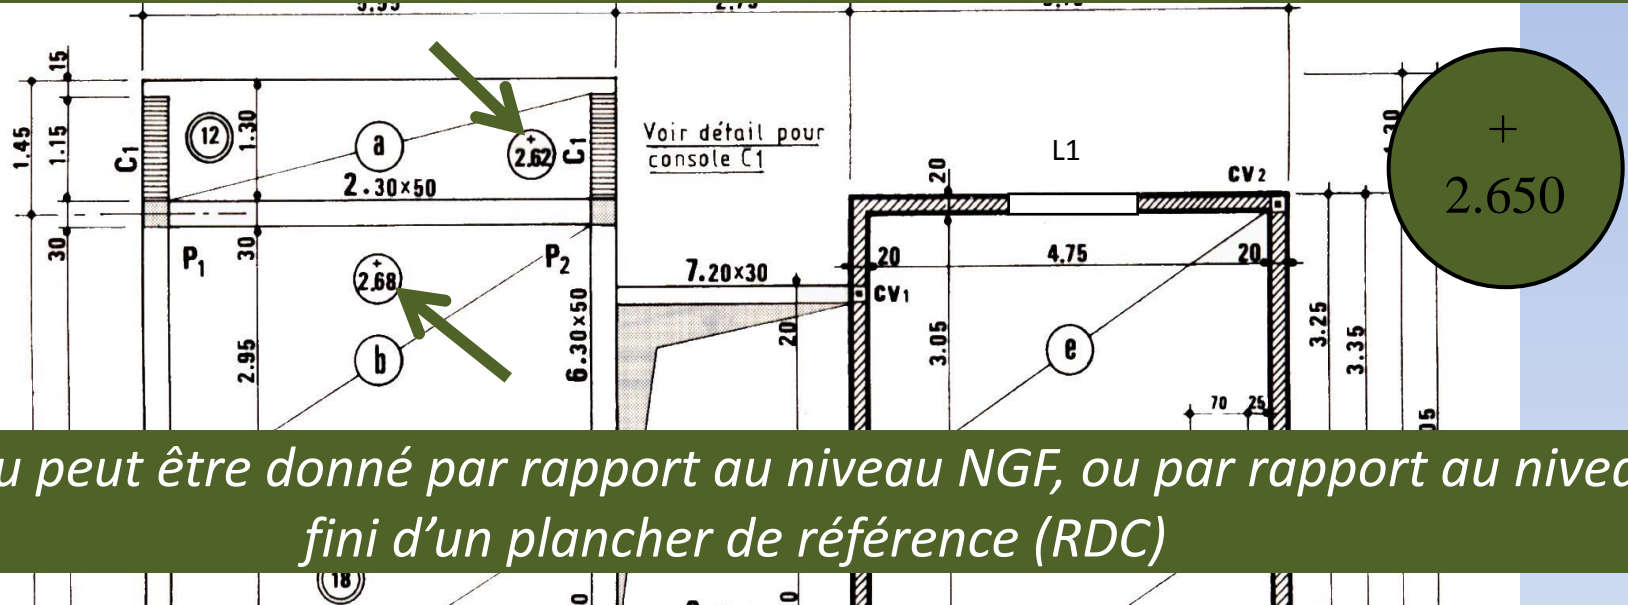 15
1.45
1.15
C1
12
1.30
a
+
2.62
C1
2.30×50
Voir détail pour
console C1
L1
20
CV2
1.30
+
2.650
30
P1
30
P2
+
2.68
7.20×30
20
4.75
20
CV1
b
2.95
6.30×50
20
3.05
e
3.25
3.35
70
25
05
u peut être donné par rapport au niveau NGF, ou par rapport au nivea
fini d’un plancher de référence (RDC)
18